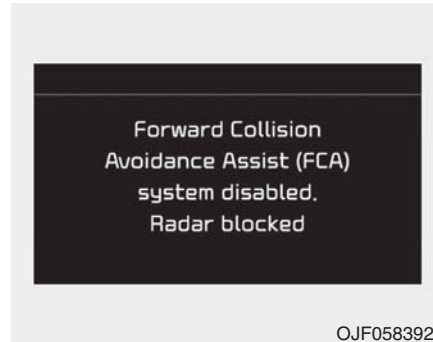 Forward Collision
Avoidance Assist (FCA)
system disabled.
Radar blocked
OJF058392